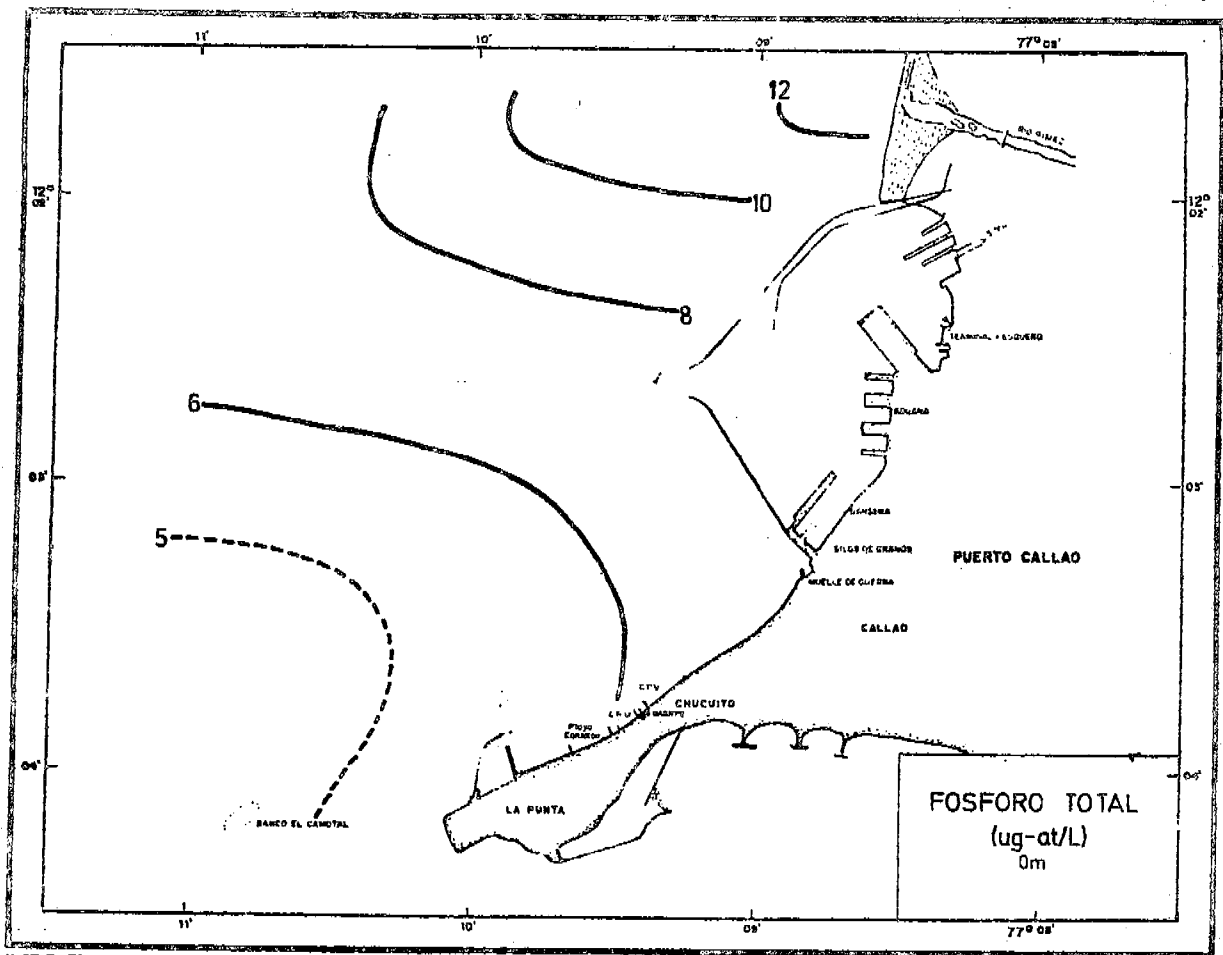 11'
10'
09'
77° 08'
12
RIO RIMAC
12°
02'
12°
02'
10
8
TERMINAL PESQUERO
6
ADUANA
03'
03'
DARSENA
5
SILOS DE GRANOS
PUERTO CALLAO
MUELLE DE GUERRA
CALLAO
CHUCUITO
Playa
04'
04'
LA PUNTA
BANCO EL CAMOTAL
FOSFORO TOTAL
(ug-at/L)
0m
11'
10'
09'
77° 08'